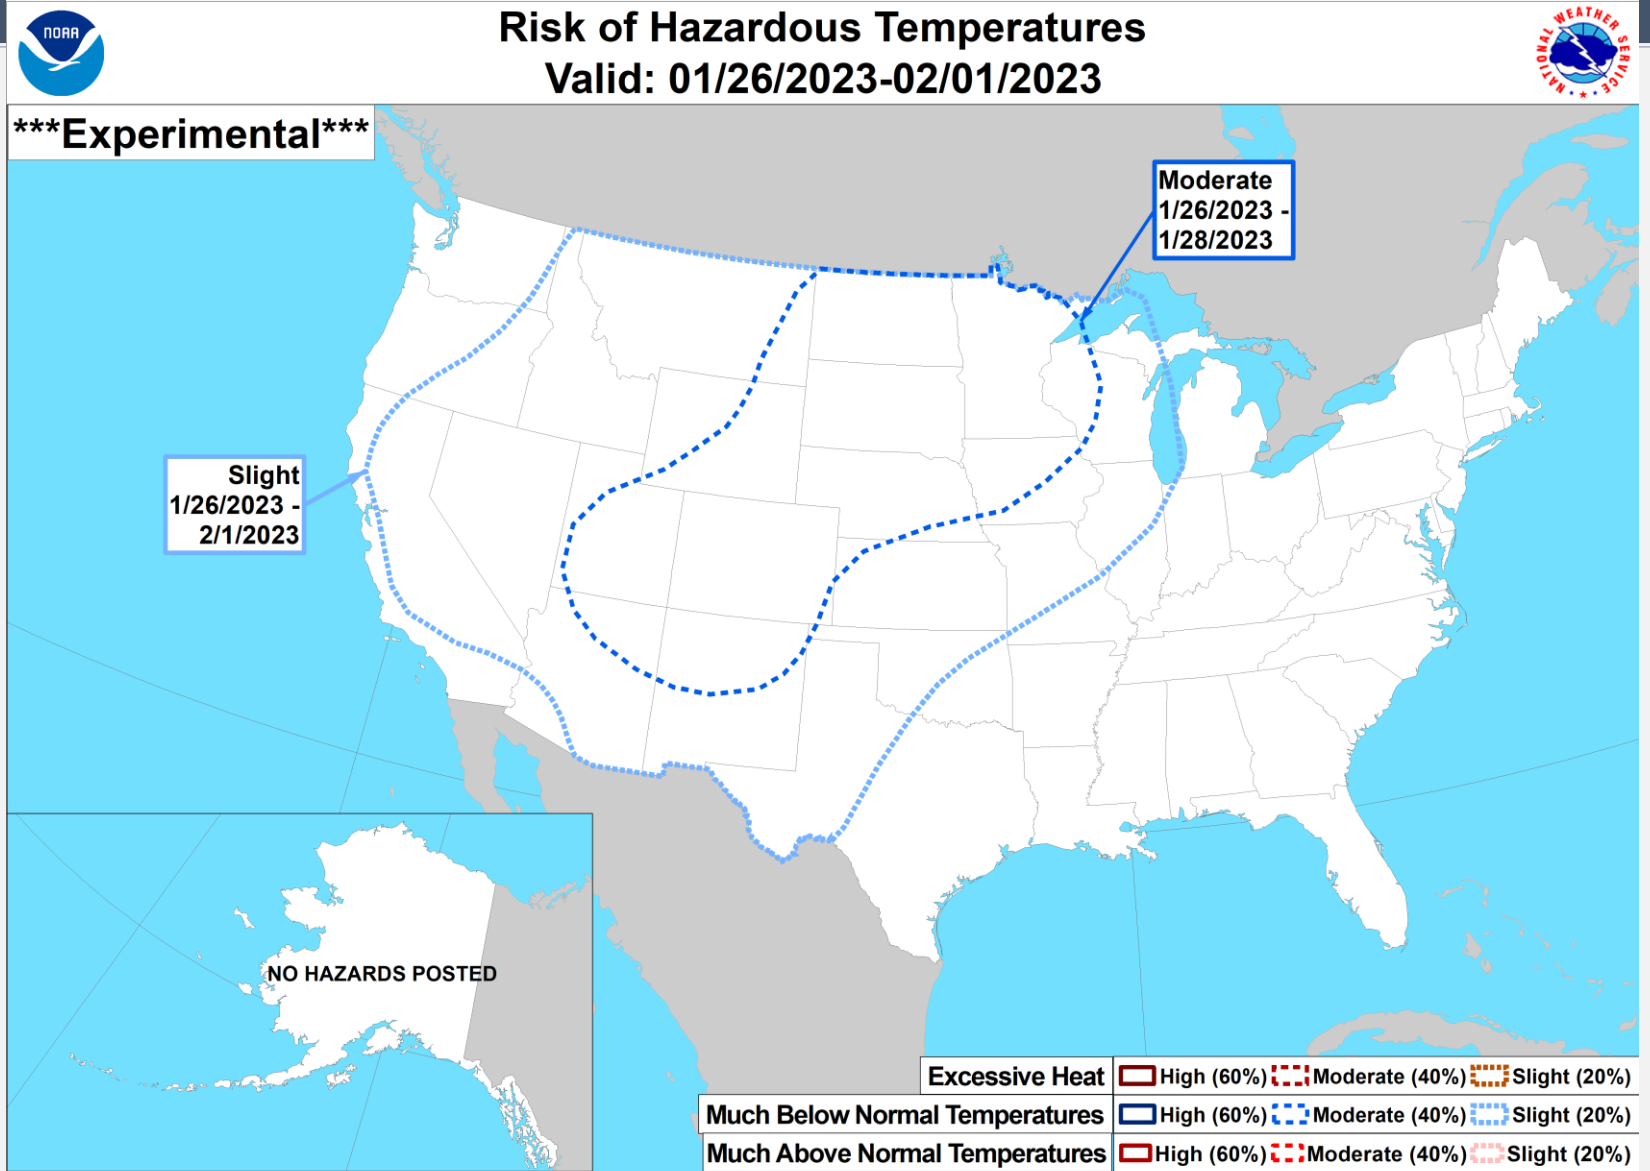 NOAA
Risk of Hazardous Temperatures
Valid: 01/26/2023-02/01/2023
NATIONAL WEATHER SERVICE
***Experimental***
Moderate
1/26/2023 -
1/28/2023
Slight
1/26/2023 -
2/1/2023
NO HAZARDS POSTED
Excessive Heat High (60%) Moderate (40%) Slight (20%)
Much Below Normal Temperatures High (60%) Moderate (40%) Slight (20%)
Much Above Normal Temperatures High (60%) Moderate (40%) Slight (20%)